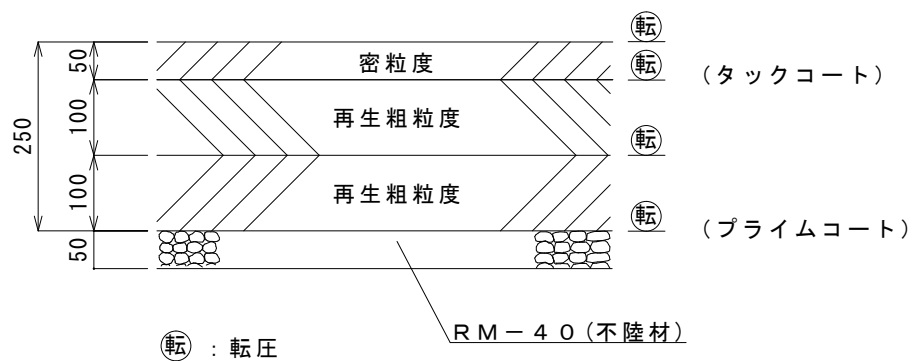 転
50
密粒度
転
(タックコート)
250
100
再生粗粒度
転
100
再生粗粒度
転
(プライムコート)
50
RM-40(不陸材)
転 : 転圧